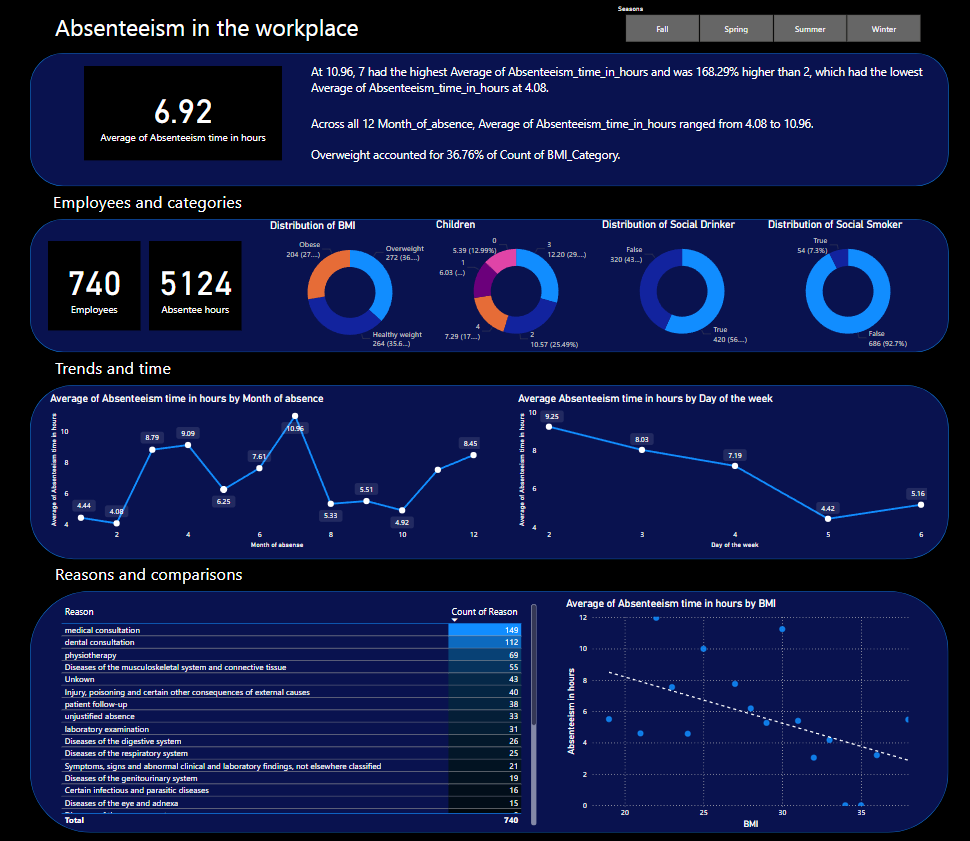 Absenteeism in the workplace
Seasons
Fall
Spring
Summer
Winter
6.92
Average of Absenteeism time in hours
At 10.96, 7 had the highest Average of Absenteeism_time_in_hours and was 168.29% higher than 2, which had the lowest
Average of Absenteeism_time_in_hours at 4.08.
Across all 12 Month_of_absence, Average of Absenteeism_time_in_hours ranged from 4.08 to 10.96.
Overweight accounted for 36.76% of Count of BMI_Category.
Employees and categories
740
Employees
5124
Absentee hours
Distribution of BMI
Obese
204 (27....)
Overweight
272 (36....)
Healthy weight
264 (35.6...)
Children
0
5.39 (12.99%)
3
12.20 (29....)
1
6.03 (...)
4
7.29 (17....)
2
10.57 (25.49%)
Distribution of Social Drinker
False
320 (43...)
True
420 (56....)
Distribution of Social Smoker
True
54 (7.3%)
False
686 (92.7%)
Trends and time
Average of Absenteeism time in hours by Month of absence
Average of Absenteeism time in hours
10
8
6
4
4.44
4.08
8.79
9.09
6.25
7.61
10.96
5.33
5.51
4.92
8.45
2
4
6
8
10
12
Month of absense
Average Absenteeism time in hours by Day of the week
Average of Absenteeism time in hours
10
8
6
4
9.25
8.03
7.19
4.42
5.16
2
3
4
5
6
Day of the week
Reasons and comparisons
Reason Count of Reason
medical consultation 149
dental consultation 112
physiotherapy 69
Diseases of the musculoskeletal system and connective tissue 55
Unkown 43
Injury, poisoning and certain other consequences of external causes 40
patient follow-up 38
unjustified absence 33
laboratory examination 31
Diseases of the digestive system 26
Diseases of the respiratory system 25
Symptoms, signs and abnormal clinical and laboratory findings, not elsewhere classified 21
Diseases of the genitourinary system 19
Certain infectious and parasitic diseases 16
Diseases of the eye and adnexa 15
Total 740
Average of Absenteeism time in hours by BMI
Absenteeism in hours
12
10
8
6
4
2
0
20
25
30
35
BMI